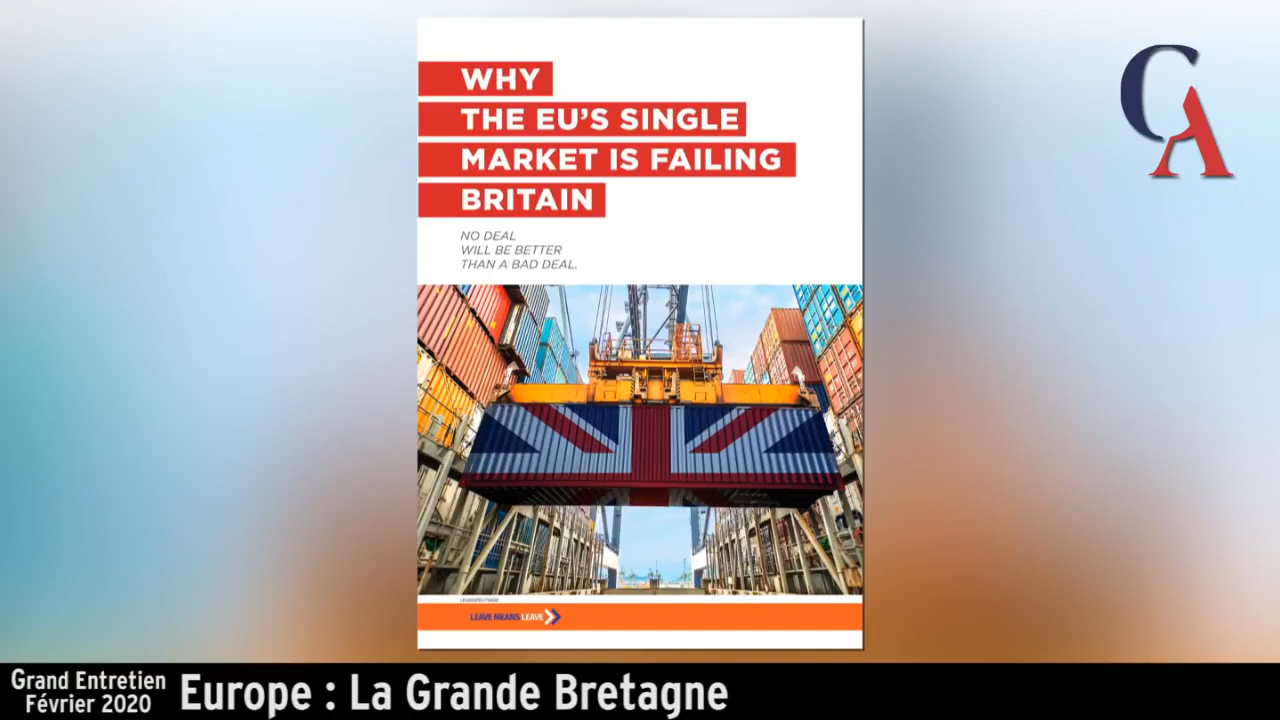 WHY
THE EU'S SINGLE
MARKET IS FAILING
BRITAIN
NO DEAL
WILL BE BETTER
THAN A BAD DEAL.
CA
LEAVE MEANS LEAVE
Grand Entretien
Février 2020
Europe : La Grande Bretagne